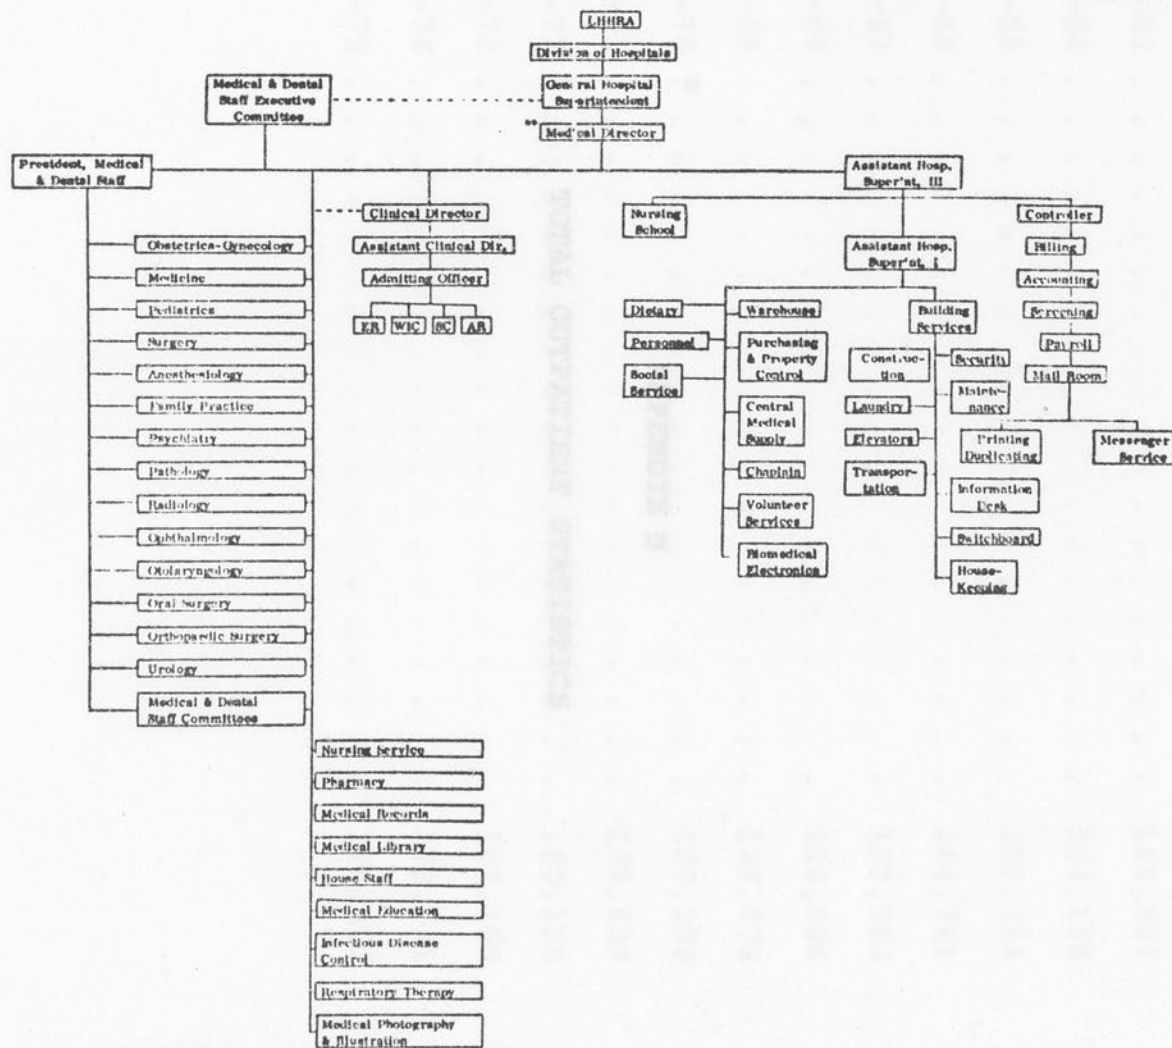 LHHRA
Division of Hospitals
General Hospital
Superintendent
Medical & Dental
Staff Executive
Committee
**
Medical Director
President, Medical
& Dental Staff
Assistant Hosp.
Super'nt, III
Clinical Director
Assistant Clinical Dir.
Admitting Officer
ER
WIC
SC
AR
Obstetrics-Gynecology
Medicine
Pediatrics
Surgery
Anesthesiology
Family Practice
Psychiatry
Pathology
Radiology
Ophthalmology
Otolaryngology
Oral Surgery
Orthopaedic Surgery
Urology
Medical & Dental
Staff Committees
Nursing Service
Pharmacy
Medical Records
Medical Library
House Staff
Medical Education
Infectious Disease
Control
Respiratory Therapy
Medical Photography
& Illustration
Nursing
School
Assistant Hosp.
Super'nt, I
Controller
Billing
Accounting
Screening
Payroll
Mail Room
Printing
Duplicating
Messenger
Service
Dietary
Personnel
Social
Service
Warehouse
Purchasing
& Property
Control
Central
Medical
Supply
Chaplain
Volunteer
Services
Biomedical
Electronics
Building
Services
Construc-
tion
Laundry
Elevators
Transpor-
tation
Security
Mainte-
nance
Information
Desk
Switchboard
House-
Keeping
TOTAL OUTPATIENT STATISTICS